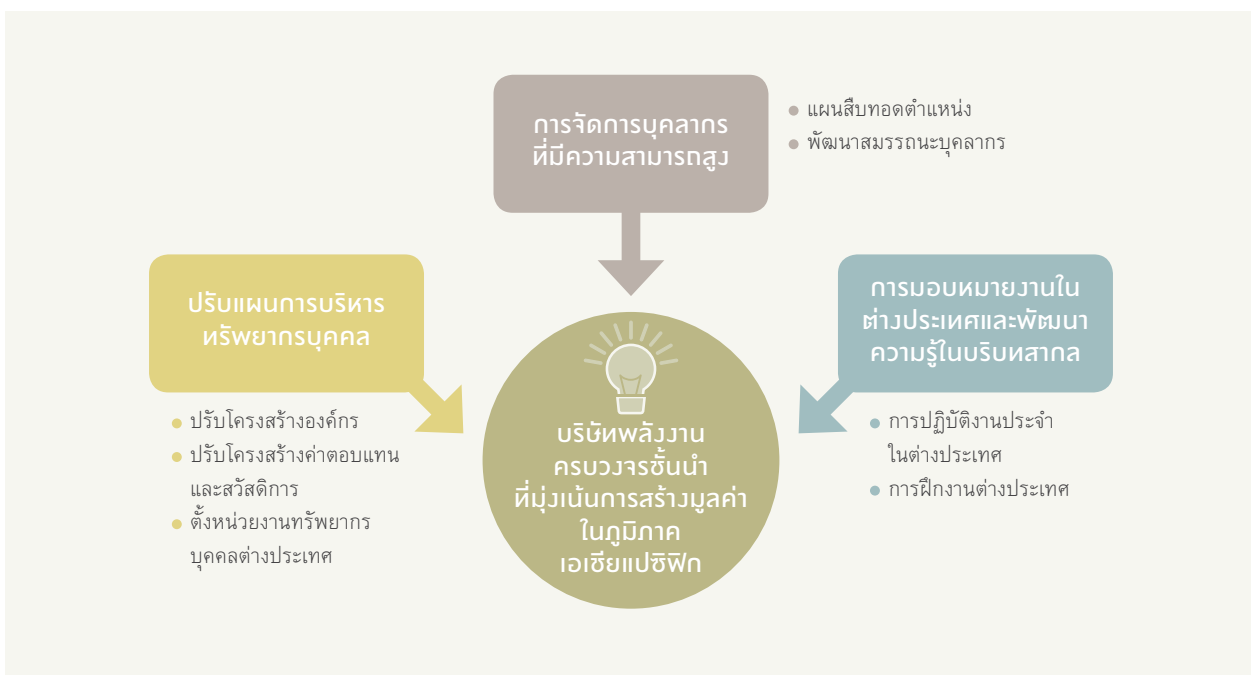 การจัดการบุคลากร
ที่มีความสามารถสูง
แผนสืบทอดตำแหน่ง
พัฒนาสมรรถนะบุคลากร
ปรับแผนการบริหาร
ทรัพยากรบุคคล
ปรับโครงสร้างองค์กร
ปรับโครงสร้างค่าตอบแทน
และสวัสดิการ
ตั้งหน่วยงานทรัพยากร
บุคคลต่างประเทศ
บริษัทพลังงาน
ครบวงจรชั้นนำ
ที่มุ่งเน้นการสร้างมูลค่า
ในภูมิภาค
เอเชียแปซิฟิก
การมอบหมายงานใน
ต่างประเทศและพัฒนา
ความรู้ในบริบทสากล
การปฏิบัติงานประจำ
ในต่างประเทศ
การฝึกงานต่างประเทศ